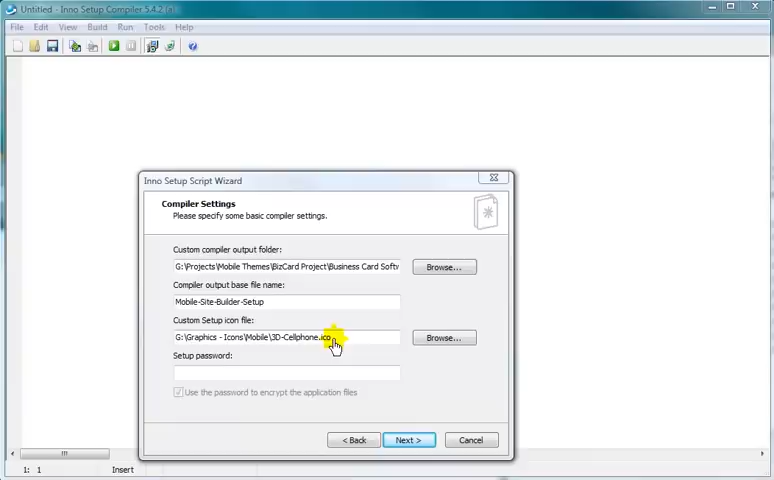 Untitled - Inno Setup Compiler 5.4.2 (a)
File Edit View Build Run Tools Help
Inno Setup Script Wizard
Compiler Settings
Please specify some basic compiler settings.
Custom compiler output folder:
G:\Projects\Mobile Themes\BizCard Project\Business Card Softw
Browse...
Compiler output base file name:
Mobile-Site-Builder-Setup
Custom Setup icon file:
G:\Graphics - Icons\Mobile\3D-Cellphone.ico
Browse...
Setup password:
Use the password to encrypt the application files
< Back Next > Cancel
1: 1 Insert